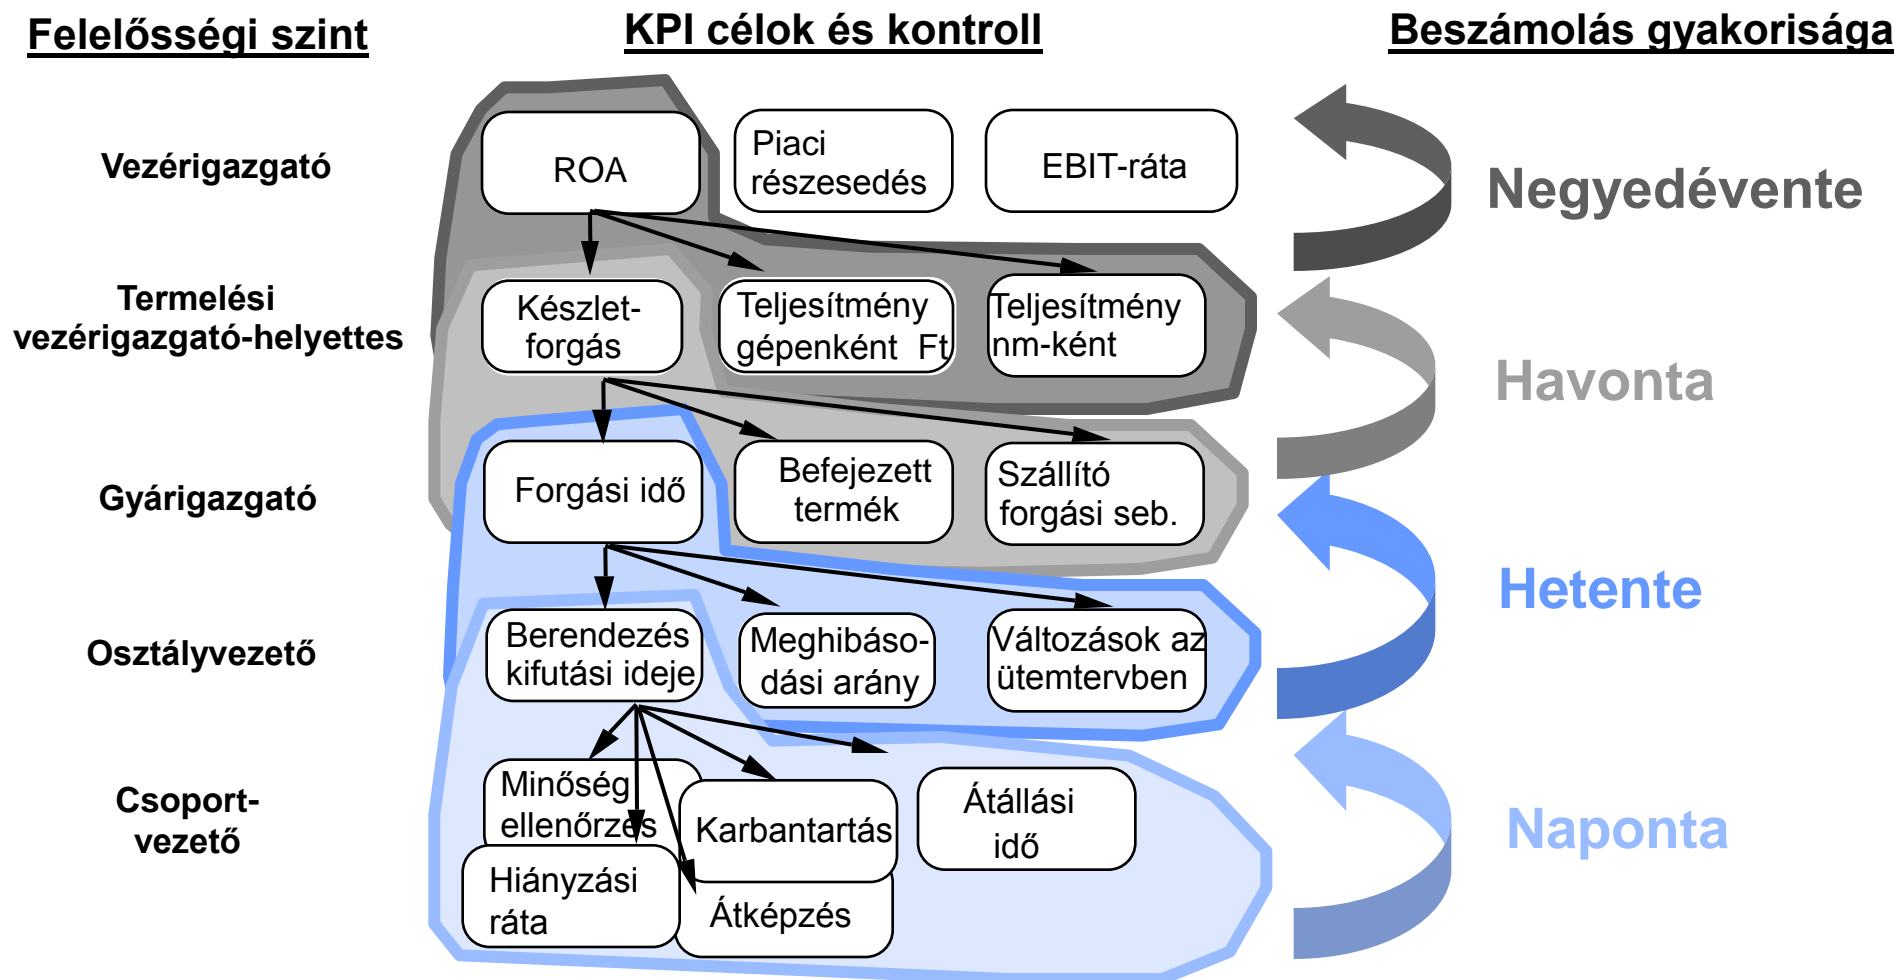 Felelősségi szint
KPI célok és kontroll
Beszámolás gyakorisága
Vezérigazgató
ROA
Piaci
részesedés
EBIT-ráta
Negyedévente
Termelési
vezérigazgató-helyettes
Készlet-
forgás
Teljesítmény
gépenként Ft
Teljesítmény
nm-ként
Havonta
Gyárigazgató
Forgási idő
Befejezett
termék
Szállító
forgási seb.
Hetente
Osztályvezető
Berendezés
kifutási ideje
Meghibáso-
dási arány
Változások az
ütemtervben
Csoport-
vezető
Minőség
ellenőrzés
Karbantartás
Átállási
idő
Hiányzási
ráta
Átképzés
Naponta